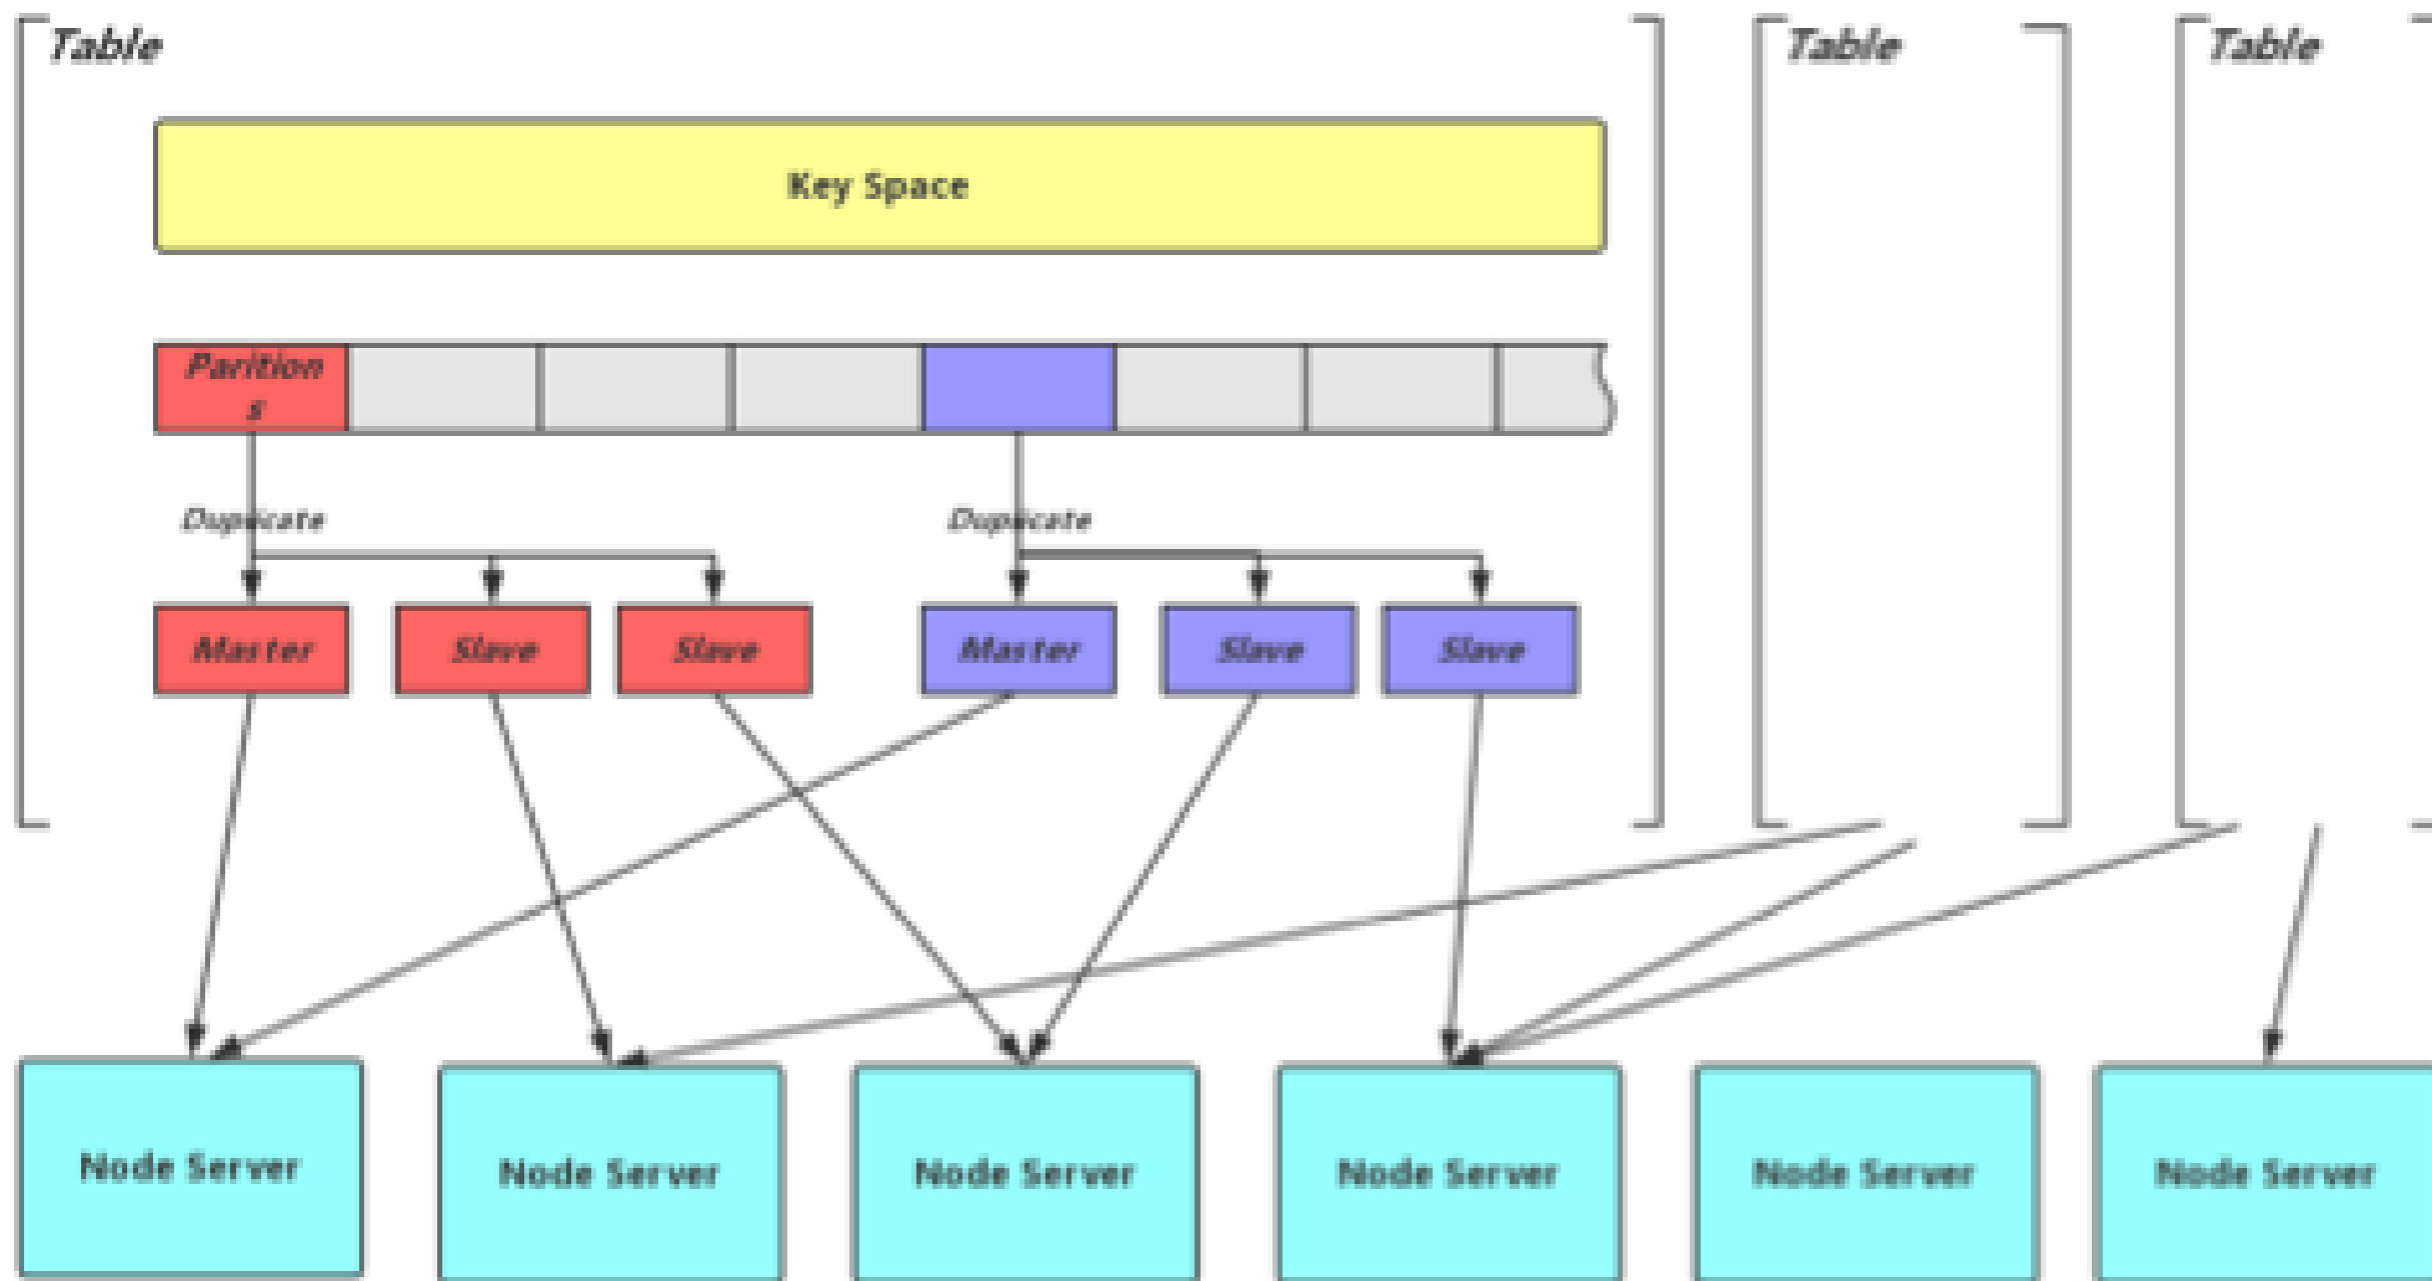 Table
Table
Table
Key Space
Parition
s
Duplicate
Duplicate
Master
Slave
Slave
Master
Slave
Slave
Node Server
Node Server
Node Server
Node Server
Node Server
Node Server